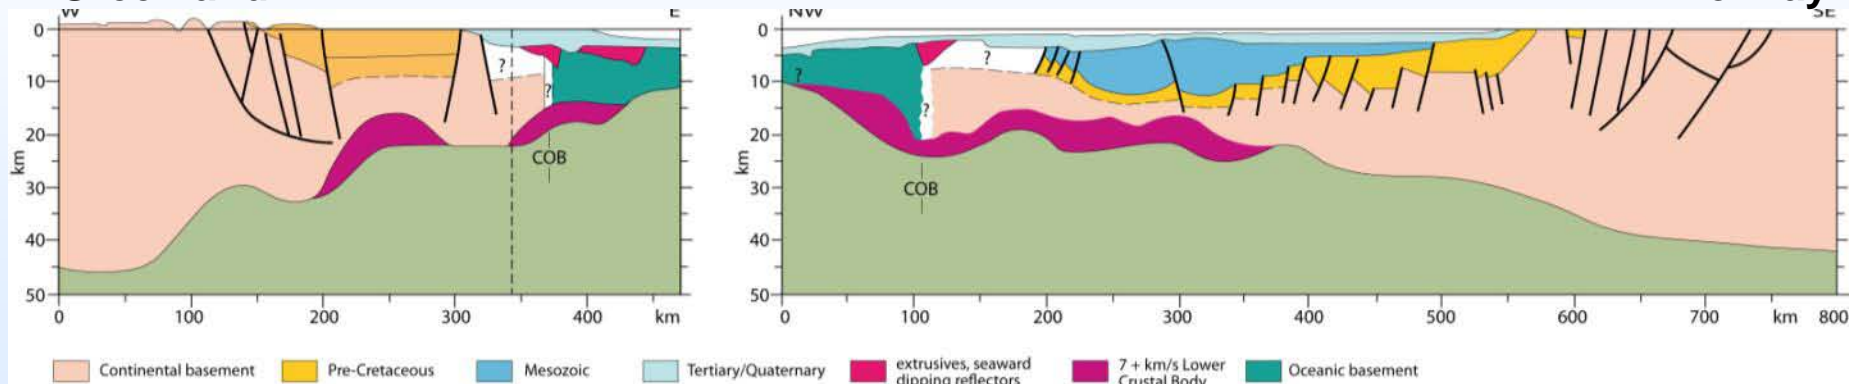 W E
NW SE
0
10
20
30
40
50
km
?
?
COB
0 100 200 300 400 km
0
10
20
30
40
50
km
?
?
?
COB
0 100 200 300 400 500 600 700 km 800
Continental basement
Pre-Cretaceous
Mesozoic
Tertiary/Quaternary
extrusives, seaward
dipping reflectors
7 + km/s Lower
Crustal Body
Oceanic basement